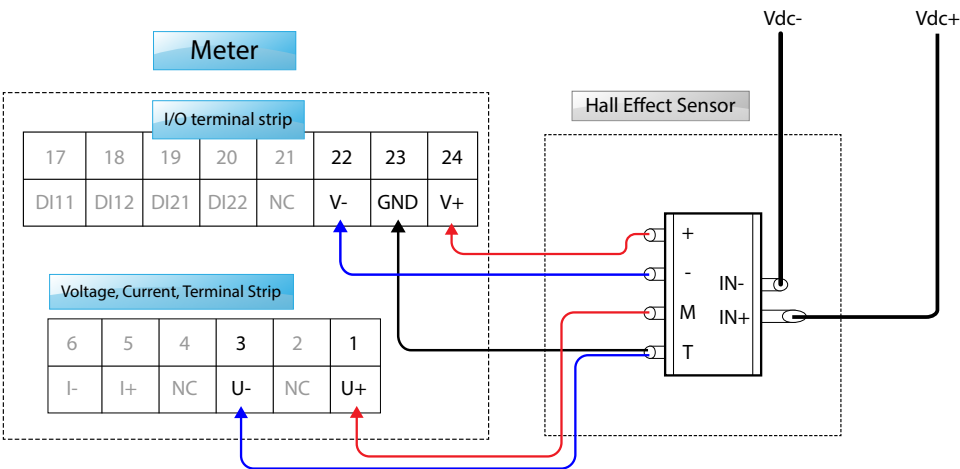 Vdc-
Vdc+
Meter
Hall Effect Sensor
I/O terminal strip
17 18 19 20 21 22 23 24
DI11 DI12 DI21 DI22 NC V- GND V+
+
-
IN-
M
IN+
T
Voltage, Current, Terminal Strip
6 5 4 3 2 1
I- I+ NC U- NC U+